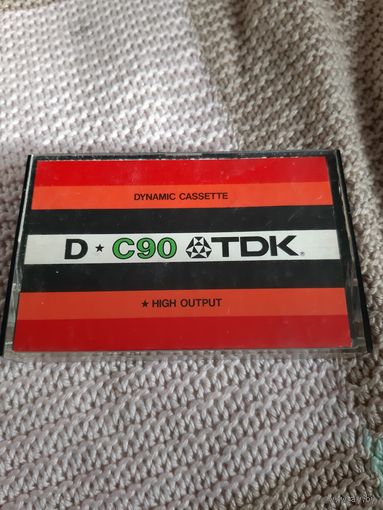 DYNAMIC CASSETTE
D ★ C90 TDK®
★ HIGH OUTPUT